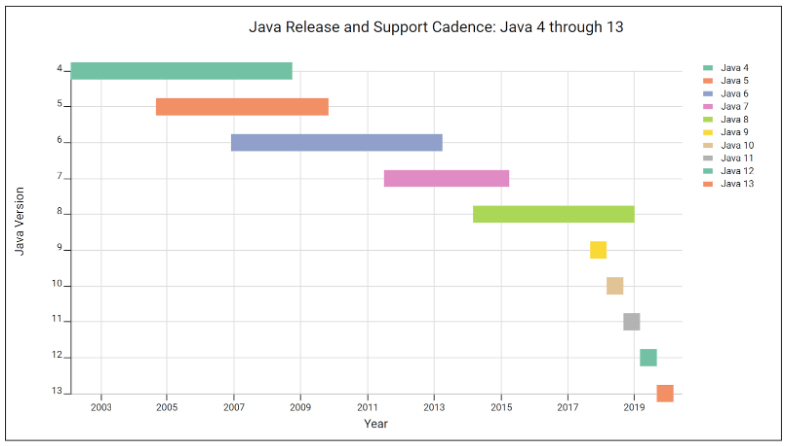 Java Release and Support Cadence: Java 4 through 13
4
5
6
7
8
9
10
11
12
13
Java Version
2003
2005
2007
2009
2011
2013
2015
2017
2019
Year
Java 4
Java 5
Java 6
Java 7
Java 8
Java 9
Java 10
Java 11
Java 12
Java 13